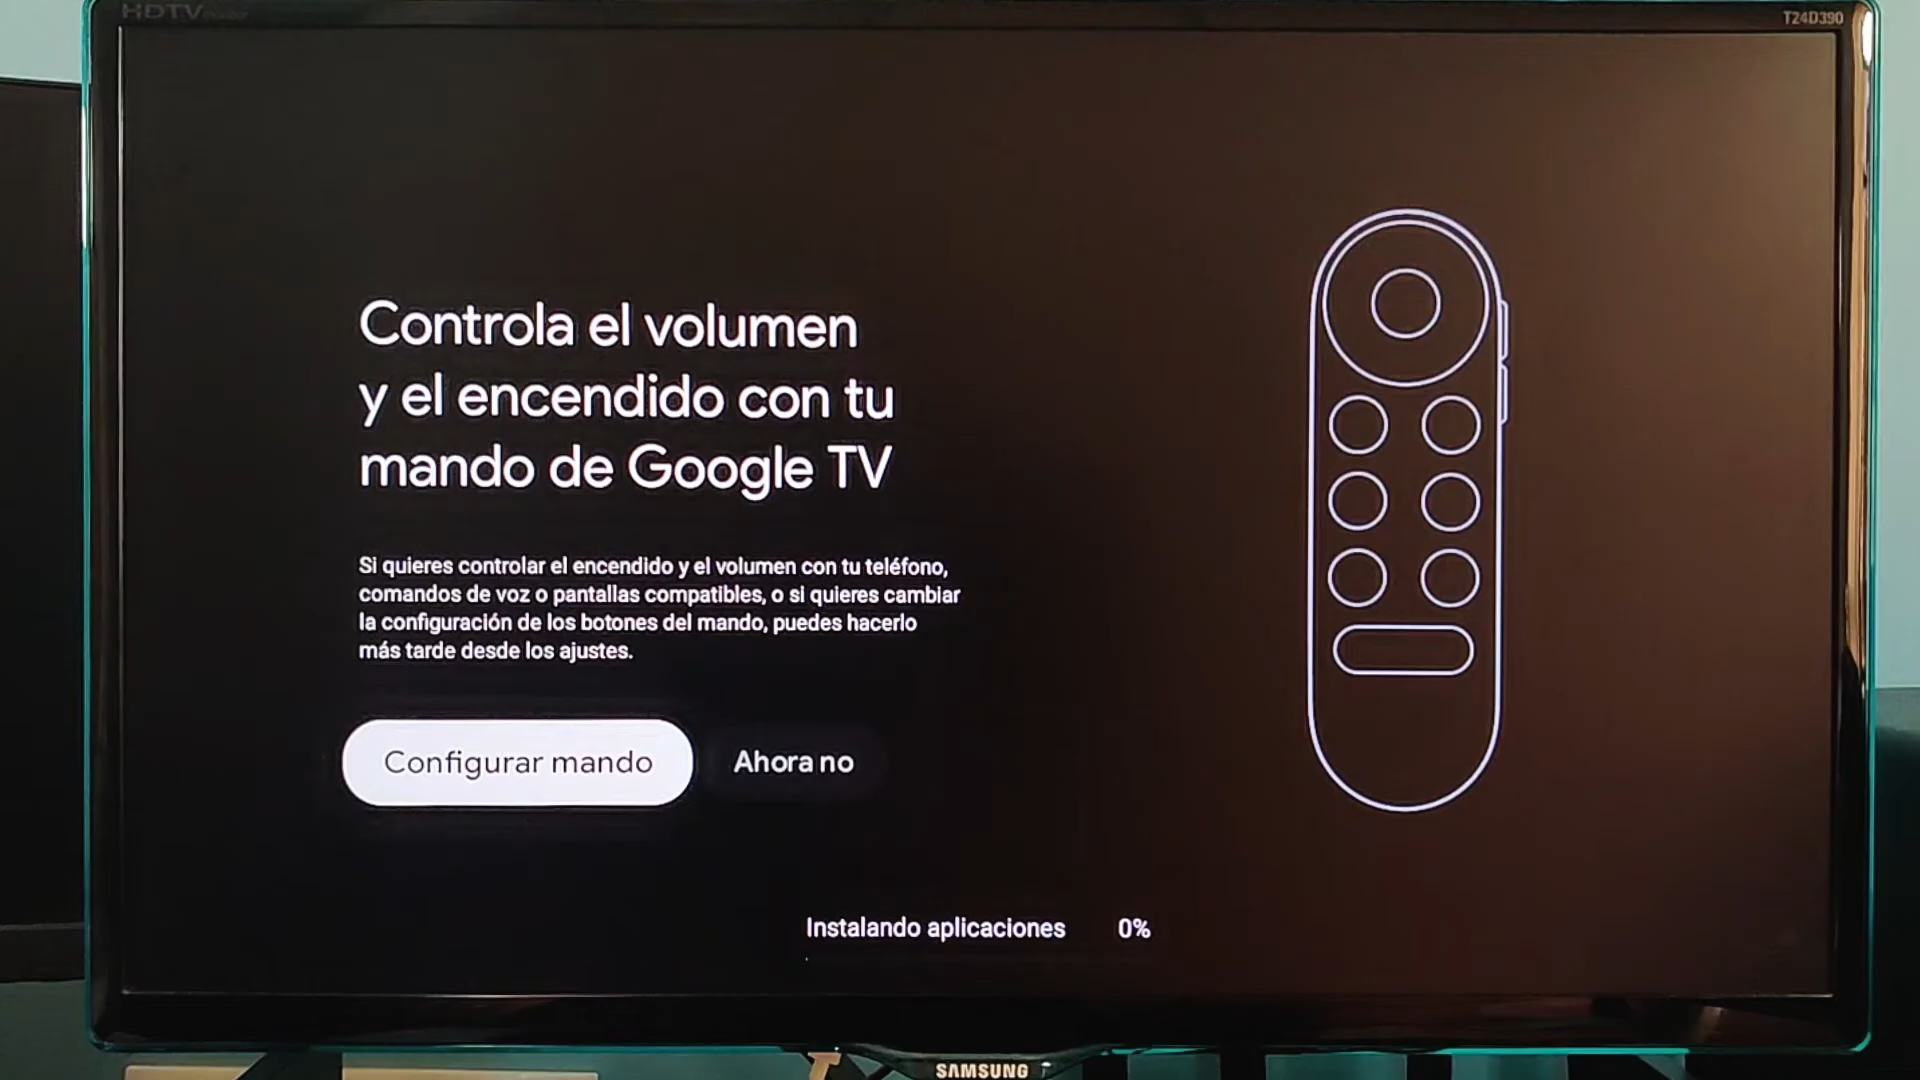 HDTV monitor
T24D390
Controla el volumen
y el encendido con tu
mando de Google TV
Si quieres controlar el encendido y el volumen con tu teléfono,
comandos de voz o pantallas compatibles, o si quieres cambiar
la configuración de los botones del mando, puedes hacerlo
más tarde desde los ajustes.
Configurar mando
Ahora no
Instalando aplicaciones 0%
SAMSUNG